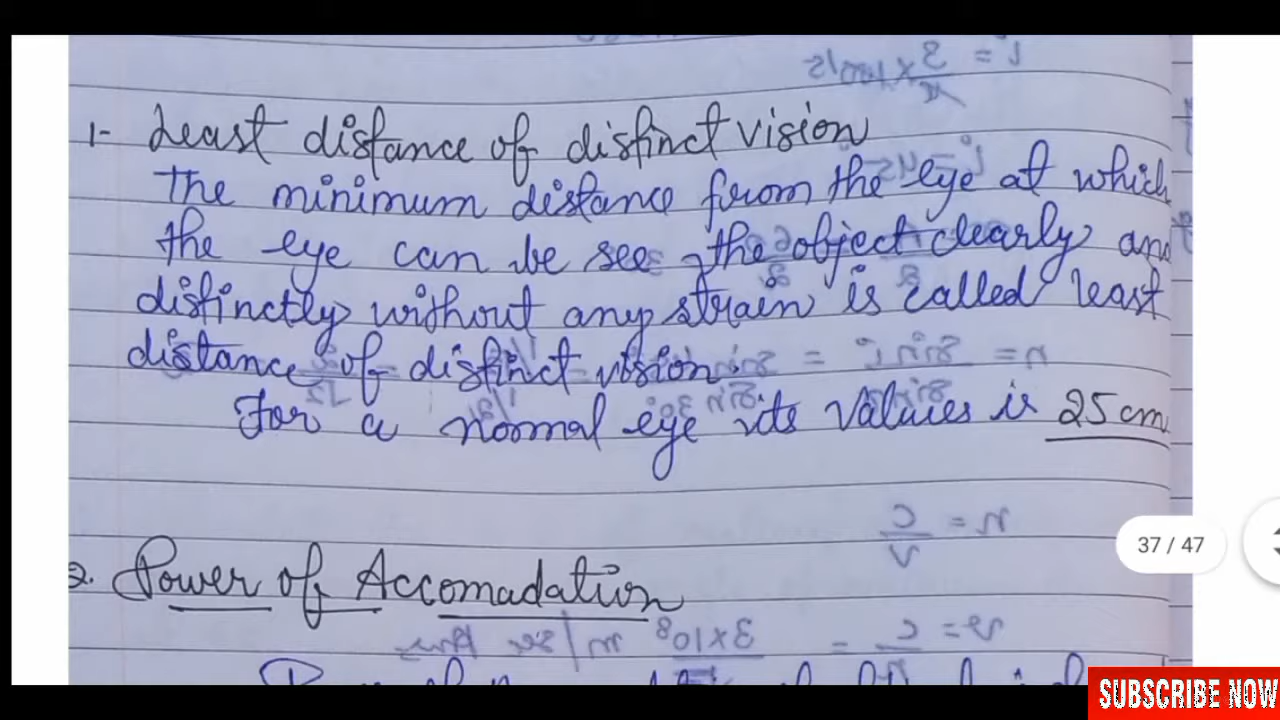 1- Least distance of distinct vision
The minimum distance from the eye at which
the eye can be see the object clearly and
distinctly without any strain is called least
distance of distinct vision.
For a normal eye its values is 25 cm
37 / 47
2. Power of Accomadation
SUBSCRIBE NOW